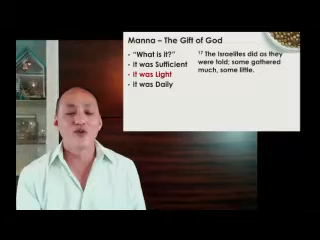 Manna – The Gift of God
- "What is it?"
- It was Sufficient
- It was Light
- It was Daily
17 The Israelites did as they
were told; some gathered
much, some little.